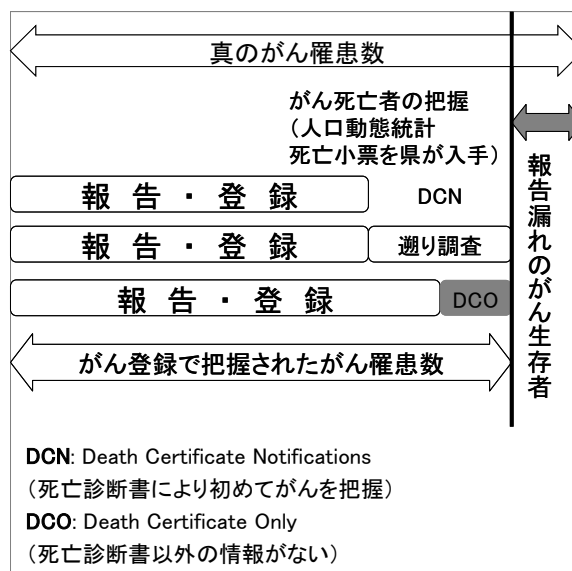 真のがん罹患数
がん死亡者の把握
（人口動態統計
死亡小票を県が入手）
報告・登録
DCN
報告・登録
遡り調査
報告・登録
DCO
がん登録で把握されたがん罹患数
報告漏れのがん生存者
DCN: Death Certificate Notifications
（死亡診断書により初めてがんを把握）
DCO: Death Certificate Only
（死亡診断書以外の情報がない）